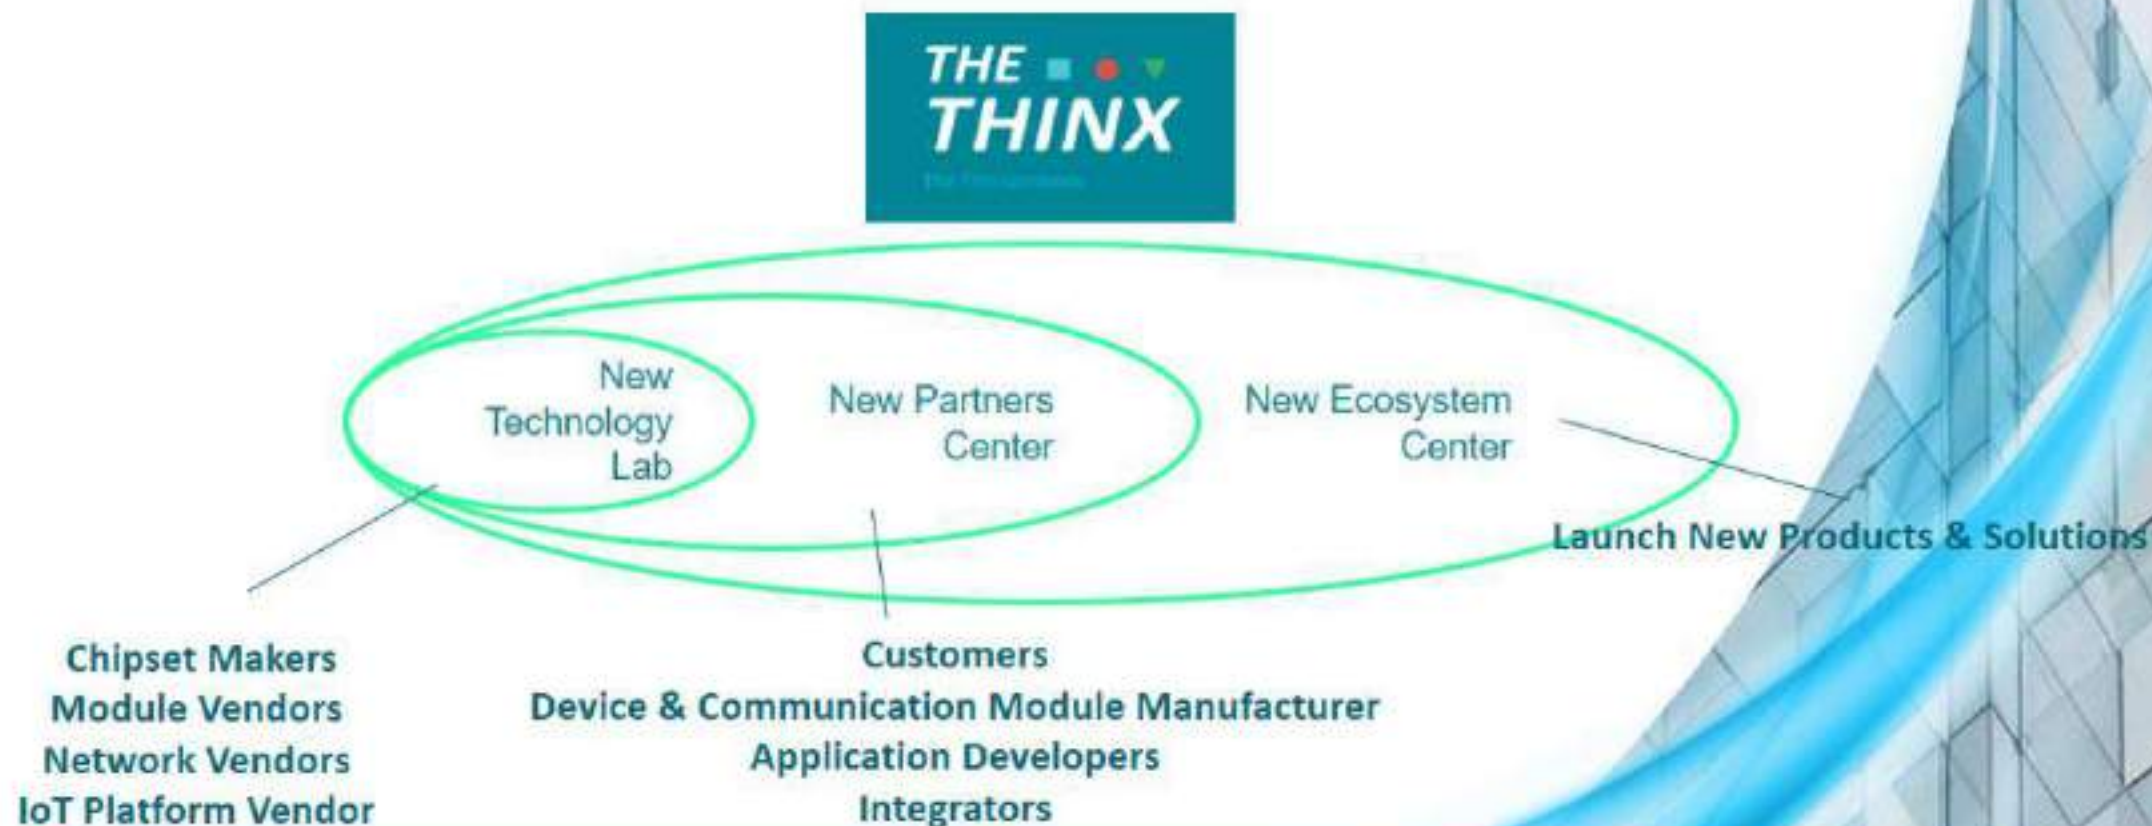 THE
THINX
New
Technology
Lab
New Partners
Center
New Ecosystem
Center
Launch New Products & Solutions
Chipset Makers
Module Vendors
Network Vendors
IoT Platform Vendor
Customers
Device & Communication Module Manufacturer
Application Developers
Integrators